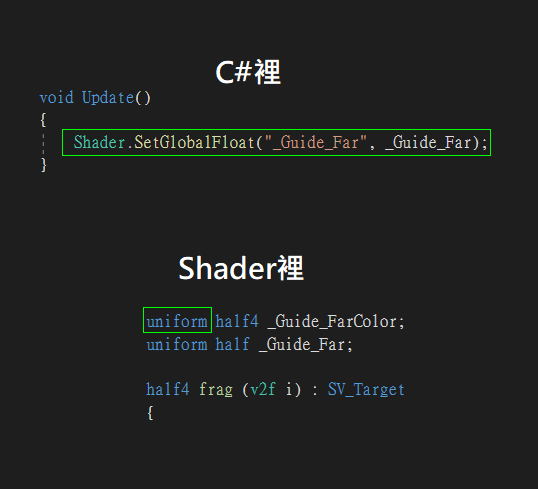 C#裡
void Update()
{
Shader.SetGlobalFloat("_Guide_Far", _Guide_Far);
}
Shader裡
uniform half4 _Guide_FarColor;
uniform half _Guide_Far;
half4 frag (v2f i) : SV_Target
{